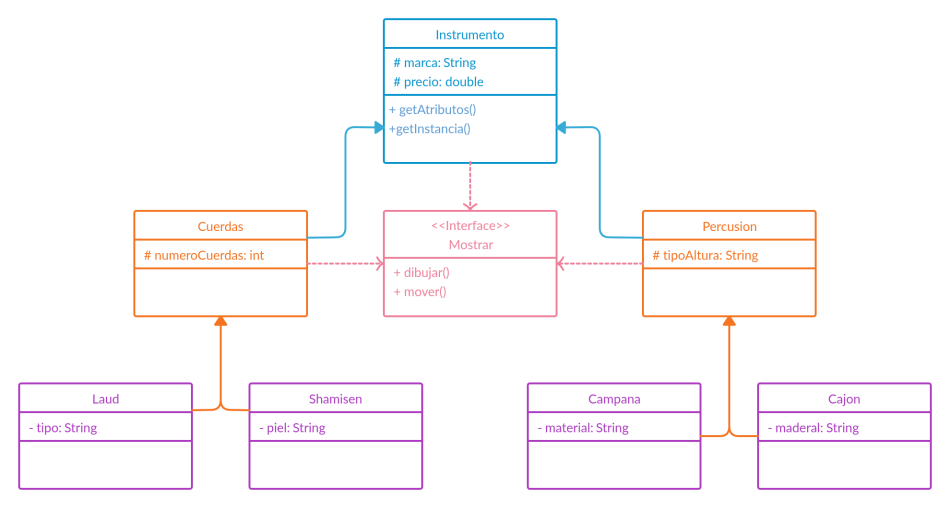 Instrumento
# marca: String
# precio: double
+ getAtributos()
+getInstancia()
Cuerdas
# numeroCuerdas: int
<<Interface>>
Mostrar
+ dibujar()
+ mover()
Percusion
# tipoAltura: String
Laud
- tipo: String
Shamisen
- piel: String
Campana
- material: String
Cajon
- maderal: String